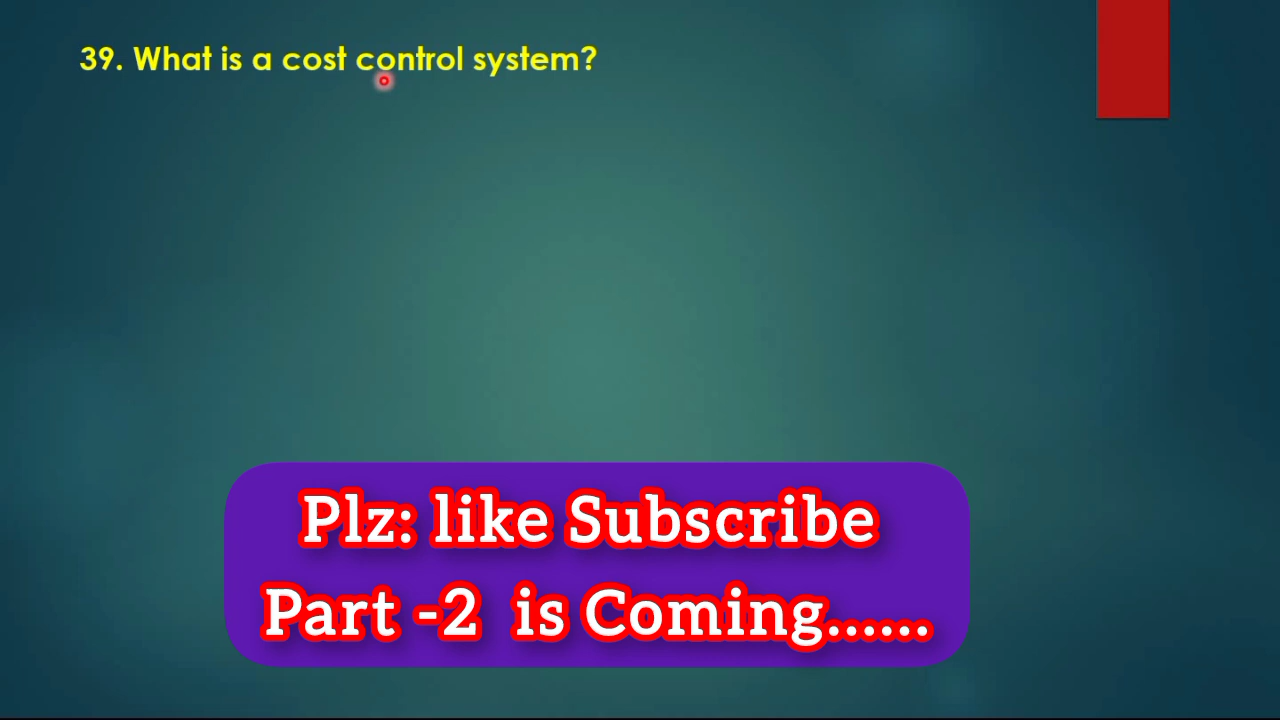 39. What is a cost control system?
Plz: like Subscribe
Part -2 is Coming......